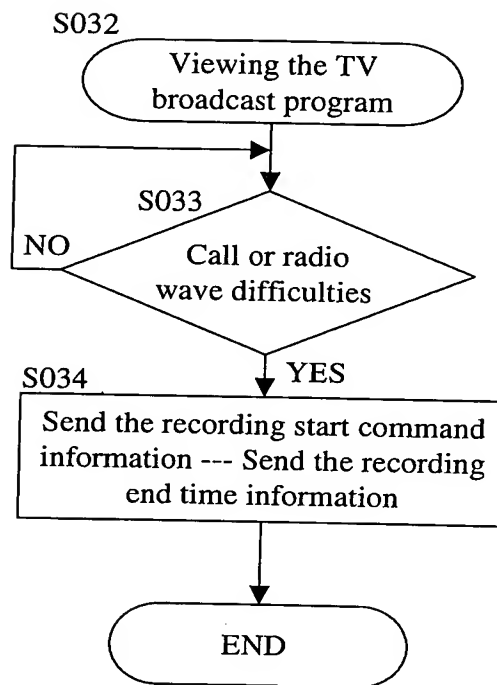 S032
Viewing the TV
broadcast program
S033
NO
Call or radio
wave difficulties
YES
S034
Send the recording start command
information --- Send the recording
end time information
END